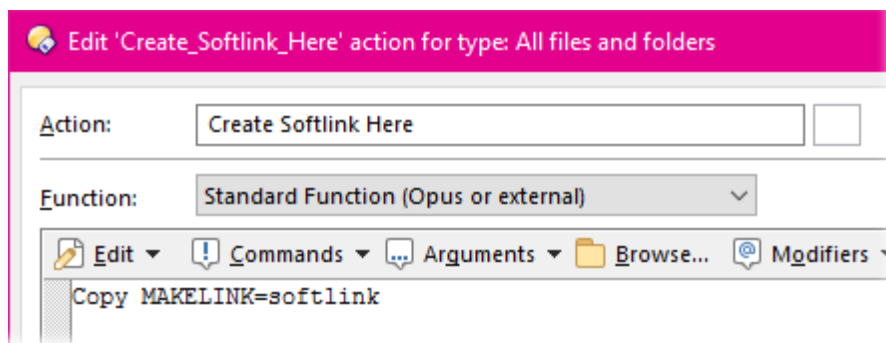 Edit 'Create_Softlink_Here' action for type: All files and folders
Action: Create Softlink Here
Function: Standard Function (Opus or external)
Edit Commands Arguments Browse... Modifiers
Copy MAKELINK=softlink